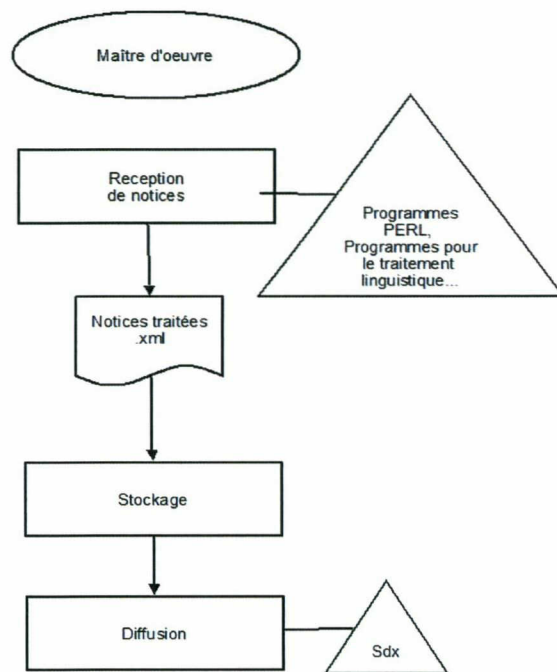 Maître d'oeuvre
Reception
de notices
Programmes
PERL,
Programmes pour
le traitement
linguistique...
Notices traitées
.xml
Stockage
Diffusion
Sdx